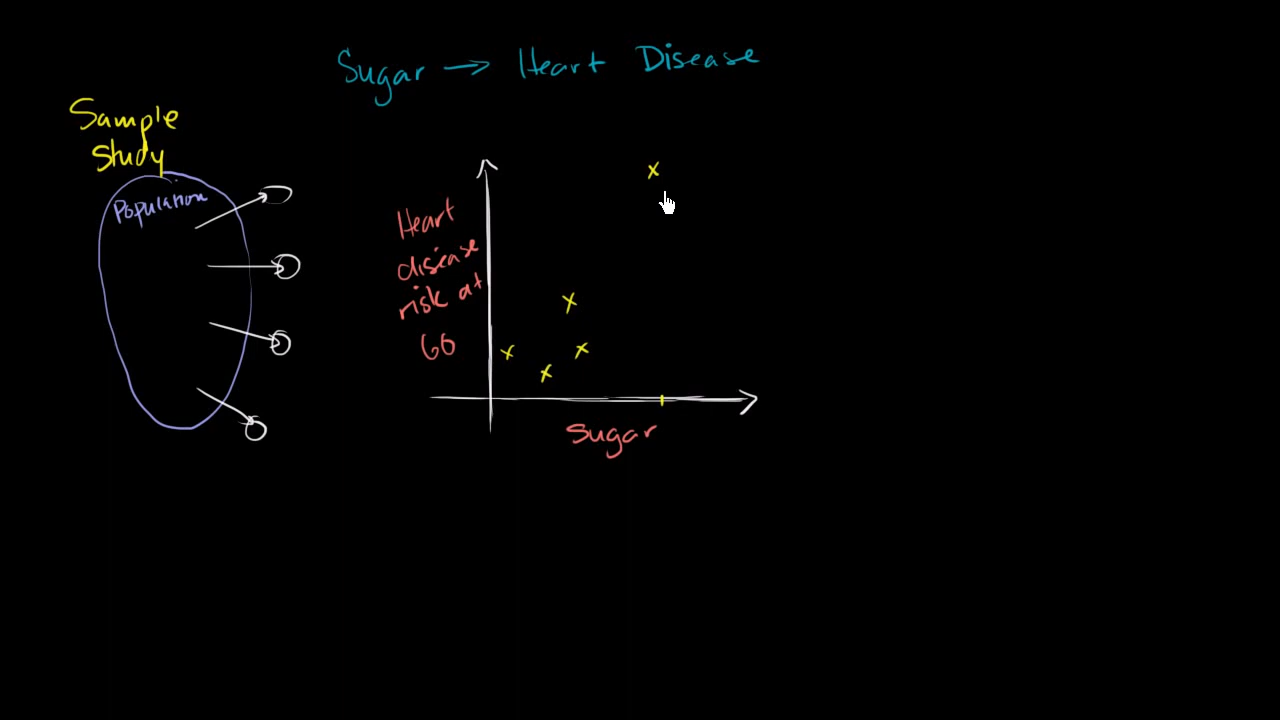 Sugar → Heart Disease
Sample
Study
Population
Heart
disease
risk at
60
Sugar